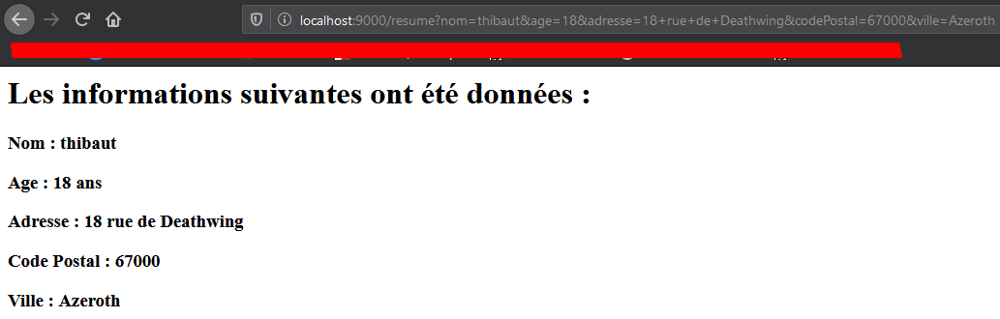 localhost:9000/resume?nom=thibaut&age=18&adresse=18+rue+de+Deathwing&codePostal=67000&ville=Azeroth
Les informations suivantes ont été données :
Nom : thibaut
Age : 18 ans
Adresse : 18 rue de Deathwing
Code Postal : 67000
Ville : Azeroth